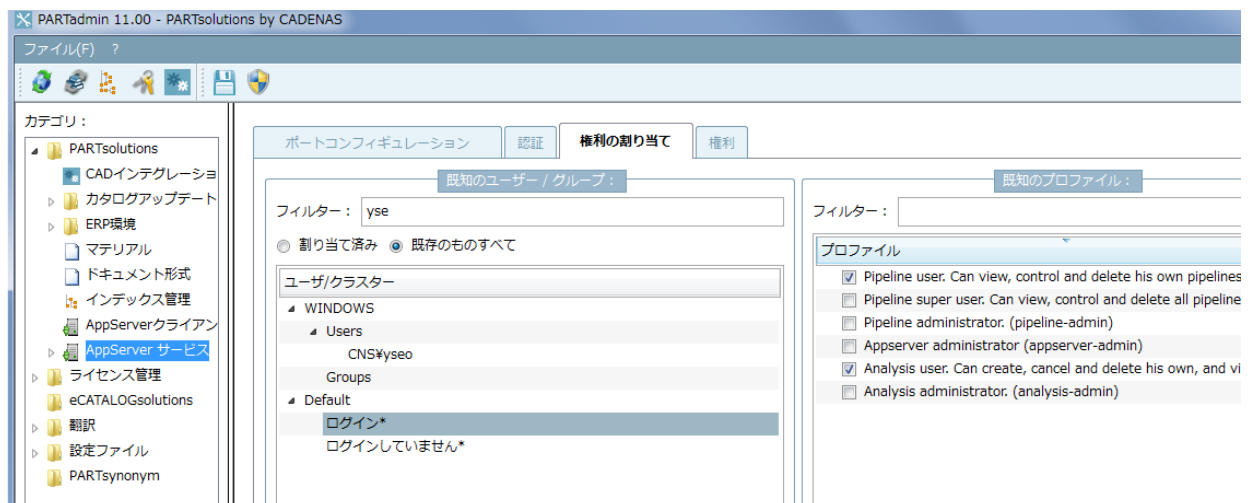 PARTadmin 11.00 - PARTsolutions by CADENAS
ファイル(F) ?
カテゴリ：
PARTsolutions
CADインテグレーショ
カタログアップデート
ERP環境
マテリアル
ドキュメント形式
インデックス管理
AppServerクライアン
AppServer サービス
ライセンス管理
eCATALOGsolutions
翻訳
設定ファイル
PARTsynonym
ポートコンフィギュレーション 認証 権利の割り当て 権利
既知のユーザー / グループ：
フィルター： yse
割り当て済み 既存のものすべて
ユーザ/クラスター
WINDOWS
Users
CNS¥yseo
Groups
Default
ログイン*
ログインしていません*
既知のプロファイル：
フィルター：
プロファイル
Pipeline user. Can view, control and delete his own pipelines
Pipeline super user. Can view, control and delete all pipeline
Pipeline administrator. (pipeline-admin)
Appserver administrator (appserver-admin)
Analysis user. Can create, cancel and delete his own, and vi
Analysis administrator. (analysis-admin)